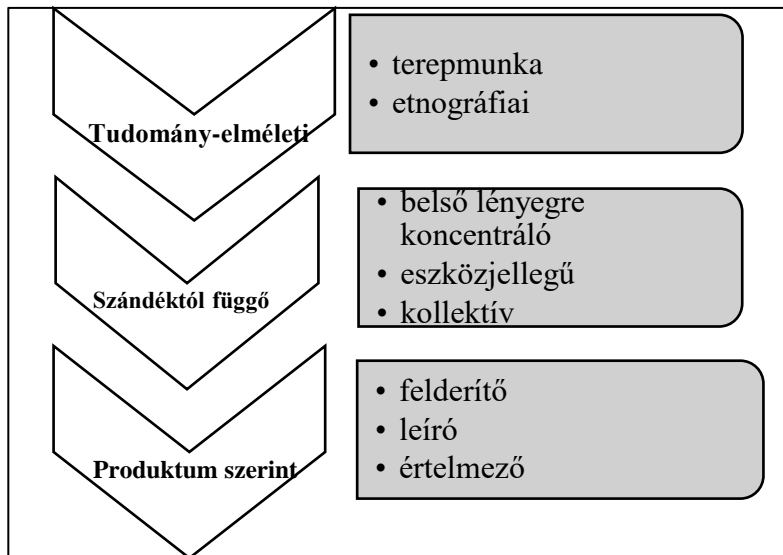 Tudomány-elméleti
• terepmunka
• etnográfiai
Szándéktól függő
• belső lényegre
koncentráló
• eszközjellegű
• kollektív
Produktum szerint
• felderítő
• leíró
• értelmező